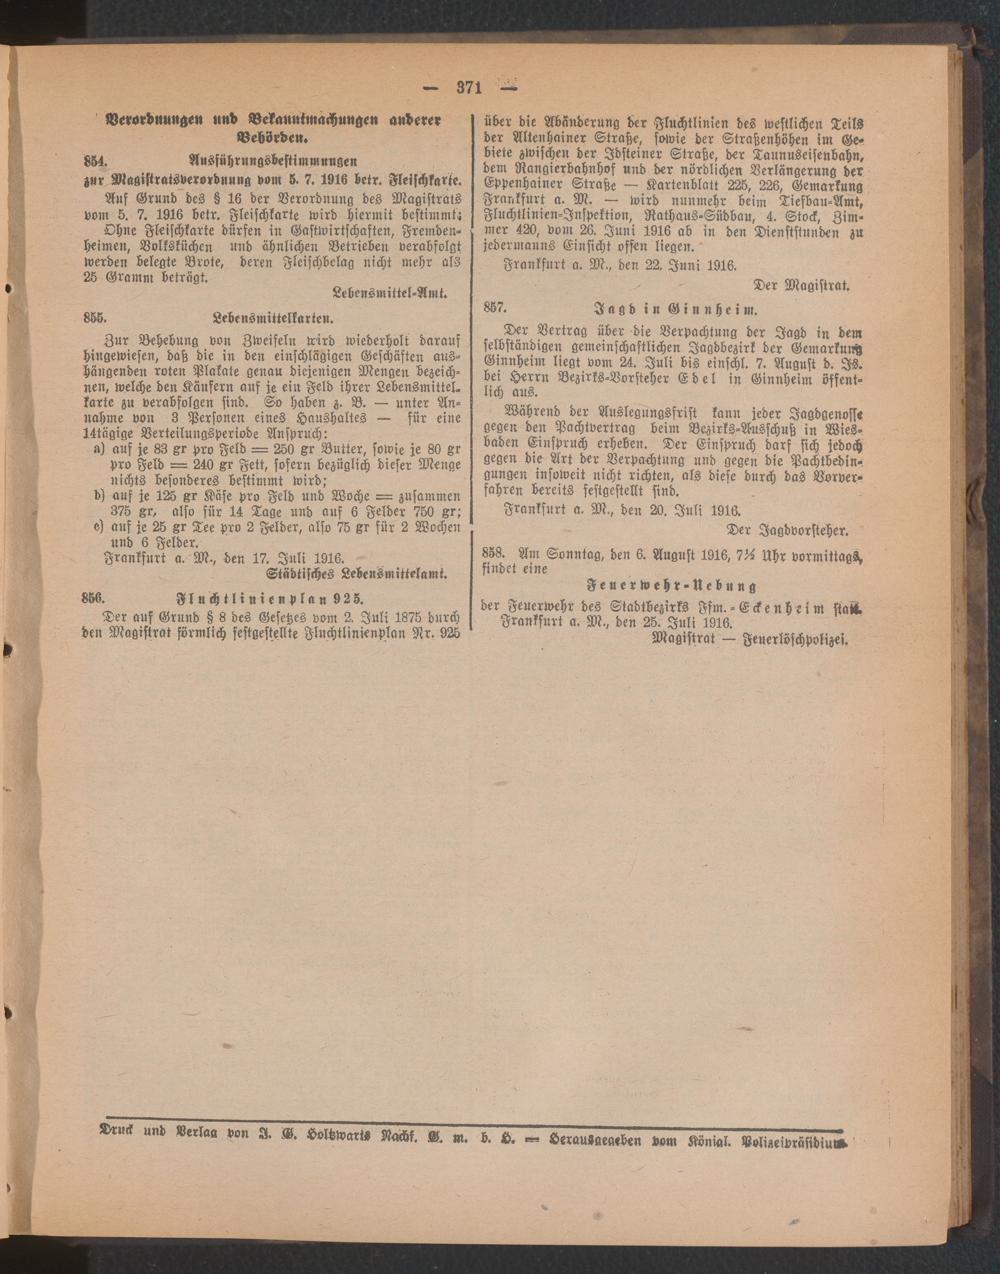 — 371 —
Verordnungen und Bekanntmachungen anderer
Behörden.
854. Ausführungsbestimmungen
zur Magistratsverordnung vom 5. 7. 1916 betr. Fleischkarte.
Auf Grund des § 16 der Verordnung des Magistrats
vom 5. 7. 1916 betr. Fleischkarte wird hiermit bestimmt:
Ohne Fleischkarte dürfen in Gastwirtschaften, Fremden-
heimen, Volksküchen und ähnlichen Betrieben verabfolgt
werden belegte Brote, deren Fleischbelag nicht mehr als
25 Gramm beträgt.
Lebensmittel-Amt.
855. Lebensmittelkarten.
Zur Behebung von Zweifeln wird wiederholt darauf
hingewiesen, daß die in den einschlägigen Geschäften aus-
hängenden roten Plakate genau diejenigen Mengen bezeich-
nen, welche den Käufern auf je ein Feld ihrer Lebensmittel-
karte zu verabfolgen sind. So haben z. B. — unter An-
nahme von 3 Personen eines Haushaltes — für eine
14tägige Verteilungsperiode Anspruch:
a) auf je 83 gr pro Feld = 250 gr Butter, sowie je 80 gr
pro Feld = 240 gr Fett, sofern bezüglich dieser Menge
nichts besonderes bestimmt wird;
b) auf je 125 gr Käse pro Feld und Woche = zusammen
375 gr, also für 14 Tage und auf 6 Felder 750 gr;
c) auf je 25 gr Tee pro 2 Felder, also 75 gr für 2 Wochen
und 6 Felder.
Frankfurt a. M., den 17. Juli 1916.
Städtisches Lebensmittelamt.
856. Fluchtlinienplan 925.
Der auf Grund § 8 des Gesetzes vom 2. Juli 1875 durch
den Magistrat förmlich festgestellte Fluchtlinienplan Nr. 925
über die Abänderung der Fluchtlinien des westlichen Teils
der Altenhainer Straße, sowie der Straßenhöhen im Ge-
biete zwischen der Idsteiner Straße, der Taunuseisenbahn,
dem Rangierbahnhof und der nördlichen Verlängerung der
Eppenhainer Straße — Kartenblatt 225, 226, Gemarkung
Frankfurt a. M. — wird nunmehr beim Tiefbau-Amt,
Fluchtlinien-Inspektion, Rathaus-Südbau, 4. Stock, Zim-
mer 420, vom 26. Juni 1916 ab in den Dienststunden zu
jedermanns Einsicht offen liegen.
Frankfurt a. M., den 22. Juni 1916.
Der Magistrat.
857. Jagd in Ginnheim.
Der Vertrag über die Verpachtung der Jagd in dem
selbständigen gemeinschaftlichen Jagdbezirk der Gemarkung
Ginnheim liegt vom 24. Juli bis einschl. 7. August d. Js.
bei Herrn Bezirks-Vorsteher Edel in Ginnheim öffent-
lich aus.
Während der Auslegungsfrist kann jeder Jagdgenosse
gegen den Pachtvertrag beim Bezirks-Ausschuß in Wies-
baden Einspruch erheben. Der Einspruch darf sich jedoch
gegen die Art der Verpachtung und gegen die Pachtbedin-
gungen insoweit nicht richten, als diese durch das Vorver-
fahren bereits festgestellt sind.
Frankfurt a. M., den 20. Juli 1916.
Der Jagdvorsteher.
858. Am Sonntag, den 6. August 1916, 7½ Uhr vormittags,
findet eine
Feuerwehr-Uebung
der Feuerwehr des Stadtbezirks Ffm.-Eckenheim statt.
Frankfurt a. M., den 25. Juli 1916.
Magistrat — Feuerlöschpolizei.
Druck und Verlag von J. G. Holtzwarts Nachf. G. m. b. H. — Herausgegeben vom Königl. Polizeipräsidium.